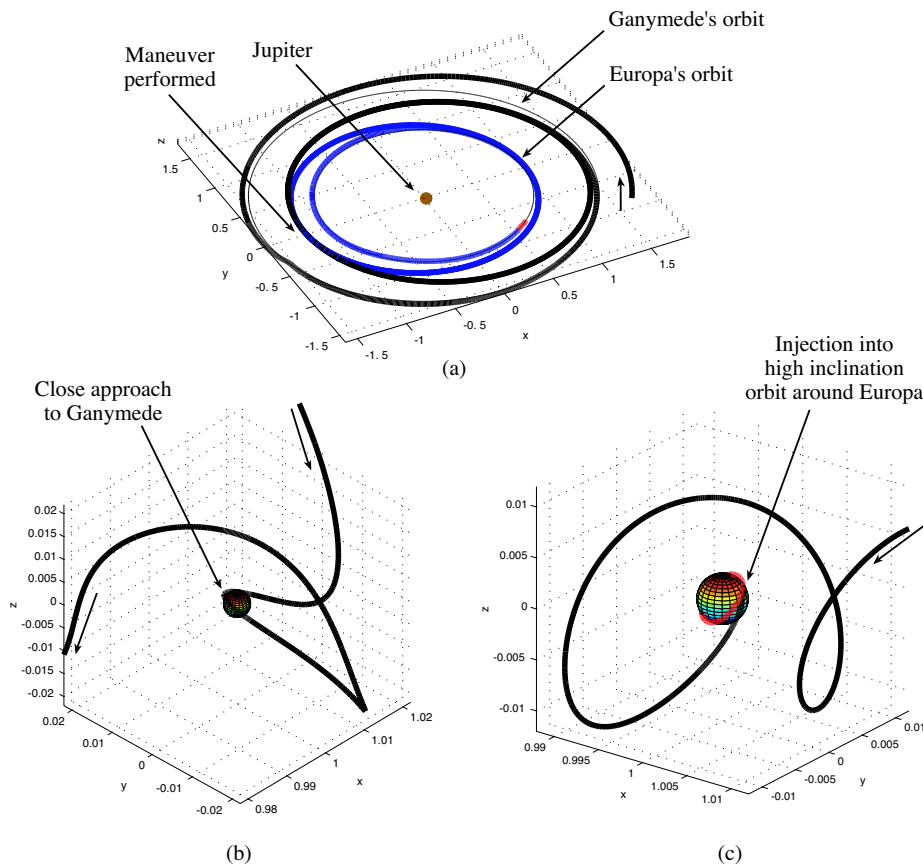 Ganymede's orbit
Maneuver
performed
Jupiter
Europa's orbit
z
1.5
1
0.5
0
y
-0.5
-1
-1. 5
-1. 5
-1
-0. 5
0
0.5
1
1.5
x
(a)
Close approach
to Ganymede
Injection into
high inclination
orbit around Europa
0.02
0.015
0.01
0.005
z
0
-0.005
-0.01
-0.015
-0.02
0.02
0.01
0
y
-0.01
-0.02
0.98
0.99
1
x
1.01
1.02
(b)
0.01
0.005
z
0
-0.005
-0.01
0.99
0.995
1
x
1.005
1.01
-0.01
-0.005
0
y
0.005
0.01
(c)